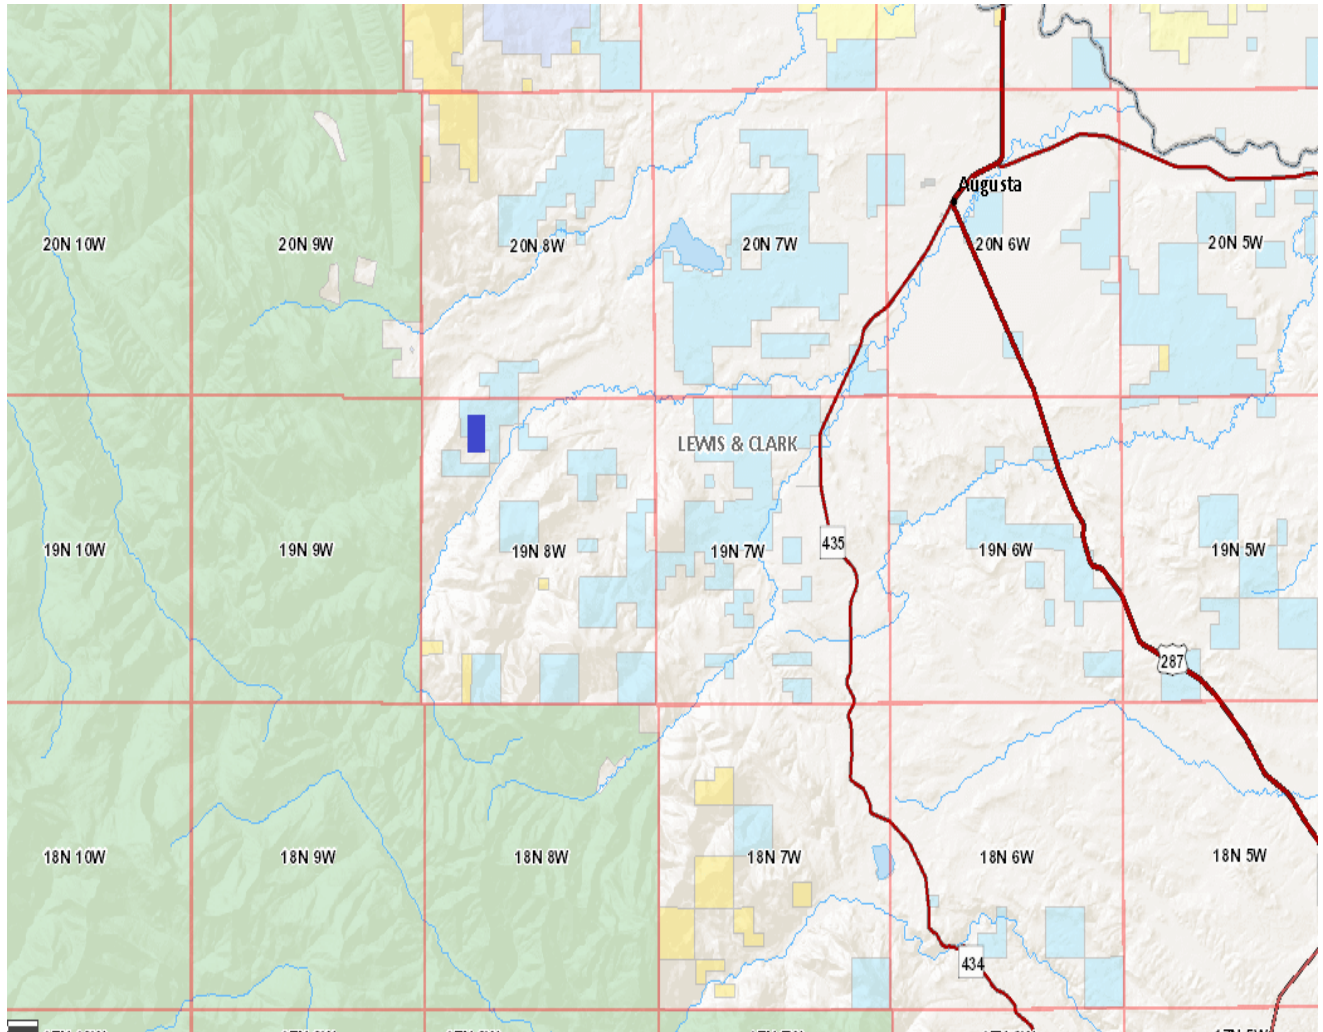 Augusta
20N 10W
20N 9W
20N 8W
20N 7W
20N 6W
20N 5W
LEWIS & CLARK
19N 10W
19N 9W
19N 8W
19N 7W
435
19N 6W
19N 5W
287
18N 10W
18N 9W
18N 8W
18N 7W
18N 6W
18N 5W
434